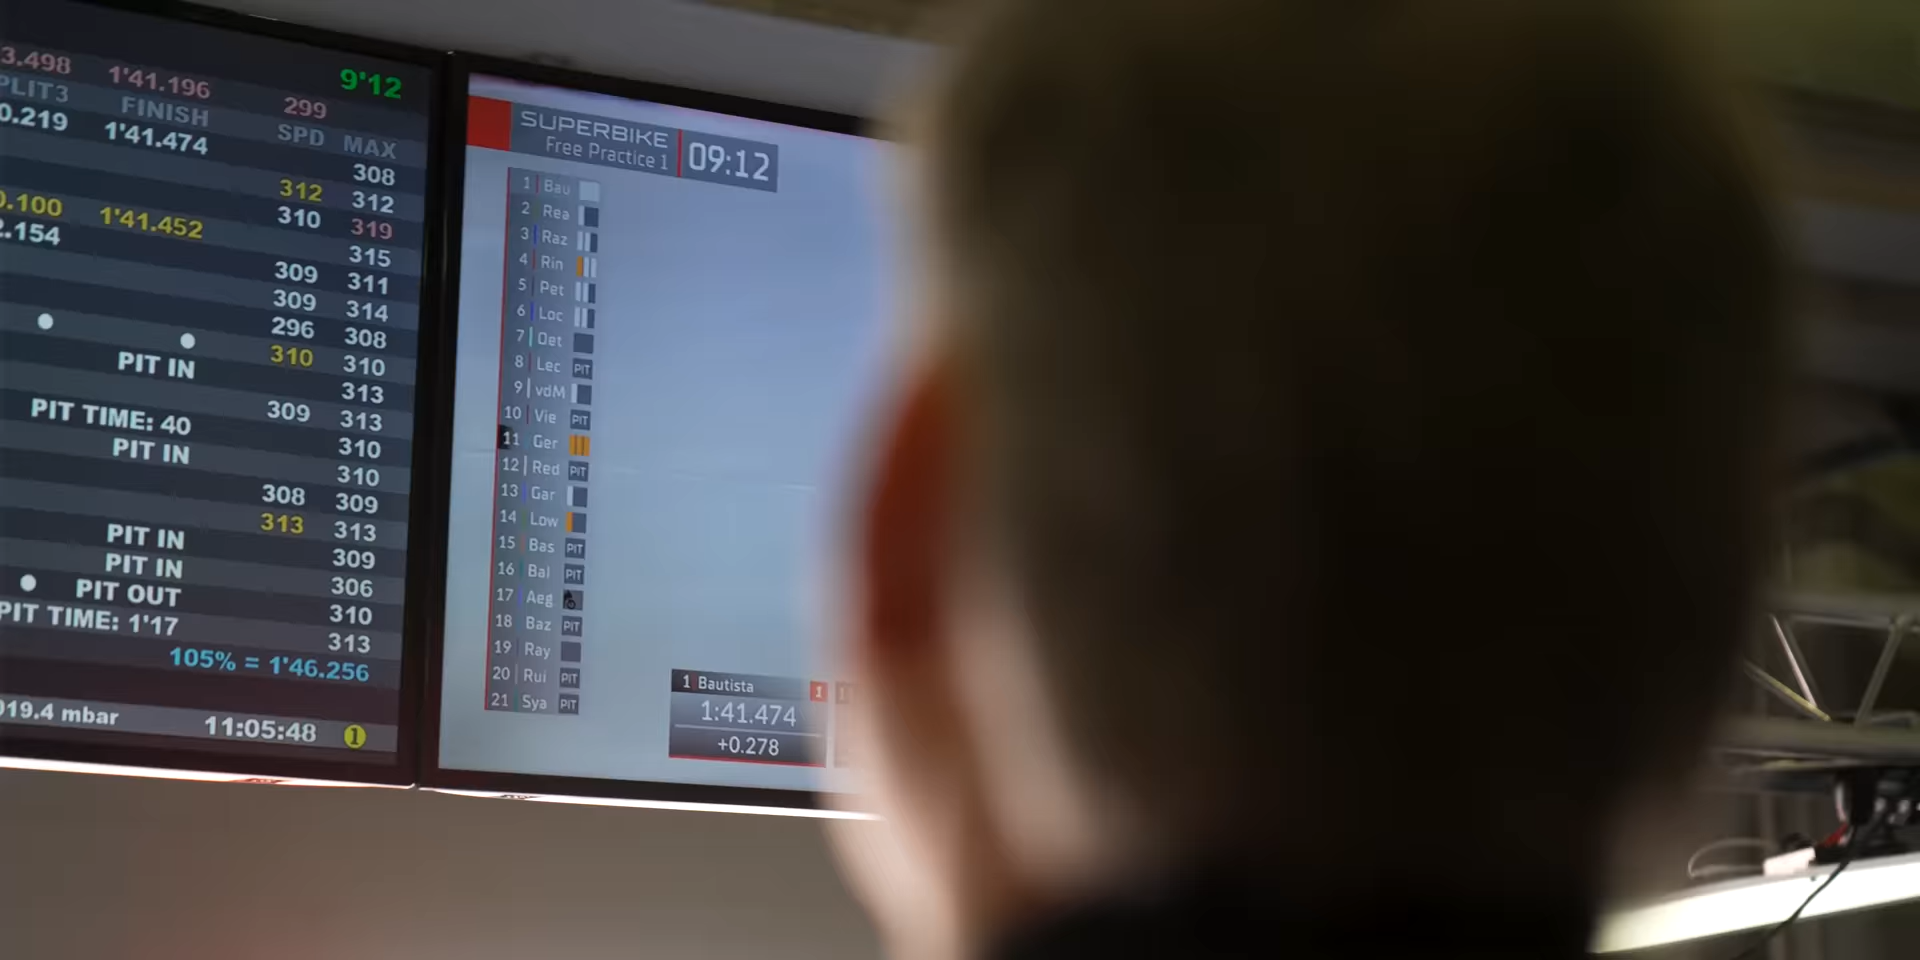 3.498 1'41.196 9'12
PLIT3 FINISH 299
0.219 1'41.474 SPD MAX
308
312 312
0.100 1'41.452 310 319
2.154 315
309 311
309 314
296 308
PIT IN 310 310
313
PIT TIME: 40 309 313
PIT IN 310
310
308 309
313 313
PIT IN 309
PIT IN 306
PIT OUT 310
PIT TIME: 1'17 313
105% = 1'46.256
019.4 mbar 11:05:48 1
SUPERBIKE
Free Practice 1
09:12
1 Bau
2 Rea
3 Raz
4 Rin
5 Pet
6 Loc
7 Oet
8 Lec PIT
9 vdM
10 Vie PIT
11 Ger
12 Red PIT
13 Gar
14 Low
15 Bas PIT
16 Bal PIT
17 Aeg
18 Baz PIT
19 Ray
20 Rui PIT
21 Sya PIT
1 Bautista 1
1:41.474
+0.278